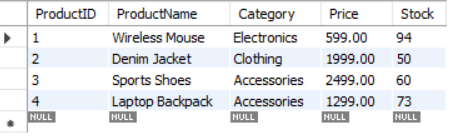 ProductID ProductName Category Price Stock
1 Wireless Mouse Electronics 599.00 94
2 Denim Jacket Clothing 1999.00 50
3 Sports Shoes Accessories 2499.00 60
4 Laptop Backpack Accessories 1299.00 73
NULL NULL NULL NULL NULL